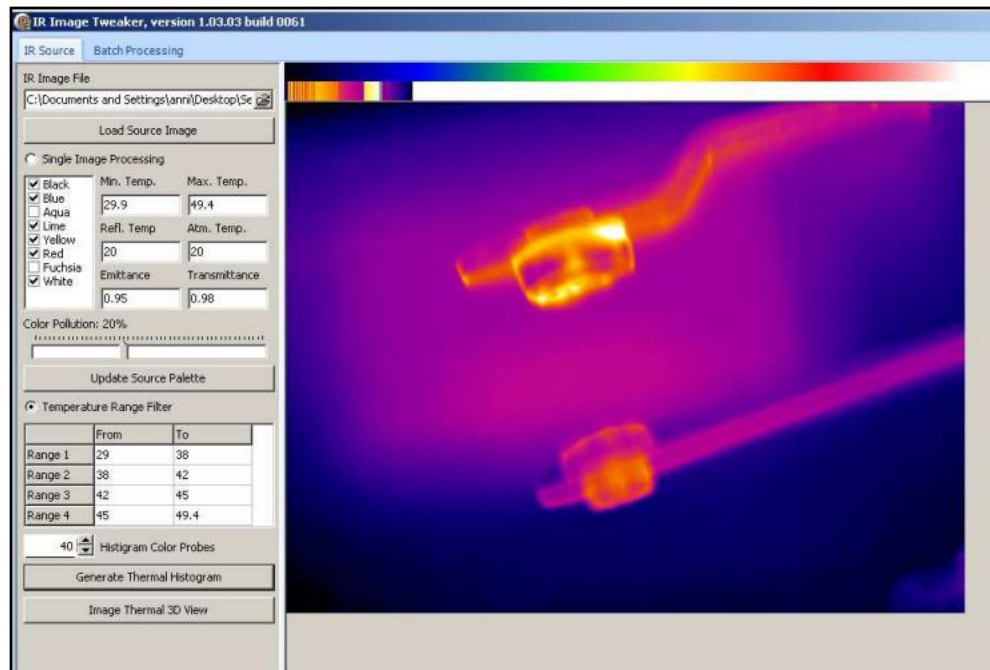 IR Image Tweaker, version 1.03.03 build 0061
IR Source Batch Processing
IR Image File
C:\Documents and Settings\anni\Desktop\Se
Load Source Image
Single Image Processing
Black
Blue
Aqua
Lime
Yellow
Red
Fuchsia
White
Min. Temp. Max. Temp.
29.9 49.4
Refl. Temp Atm. Temp.
20 20
Emittance Transmittance
0.95 0.98
Color Pollution: 20%
Update Source Palette
Temperature Range Filter
From To
Range 1 29 38
Range 2 38 42
Range 3 42 45
Range 4 45 49.4
40 Histigram Color Probes
Generate Thermal Histogram
Image Thermal 3D View